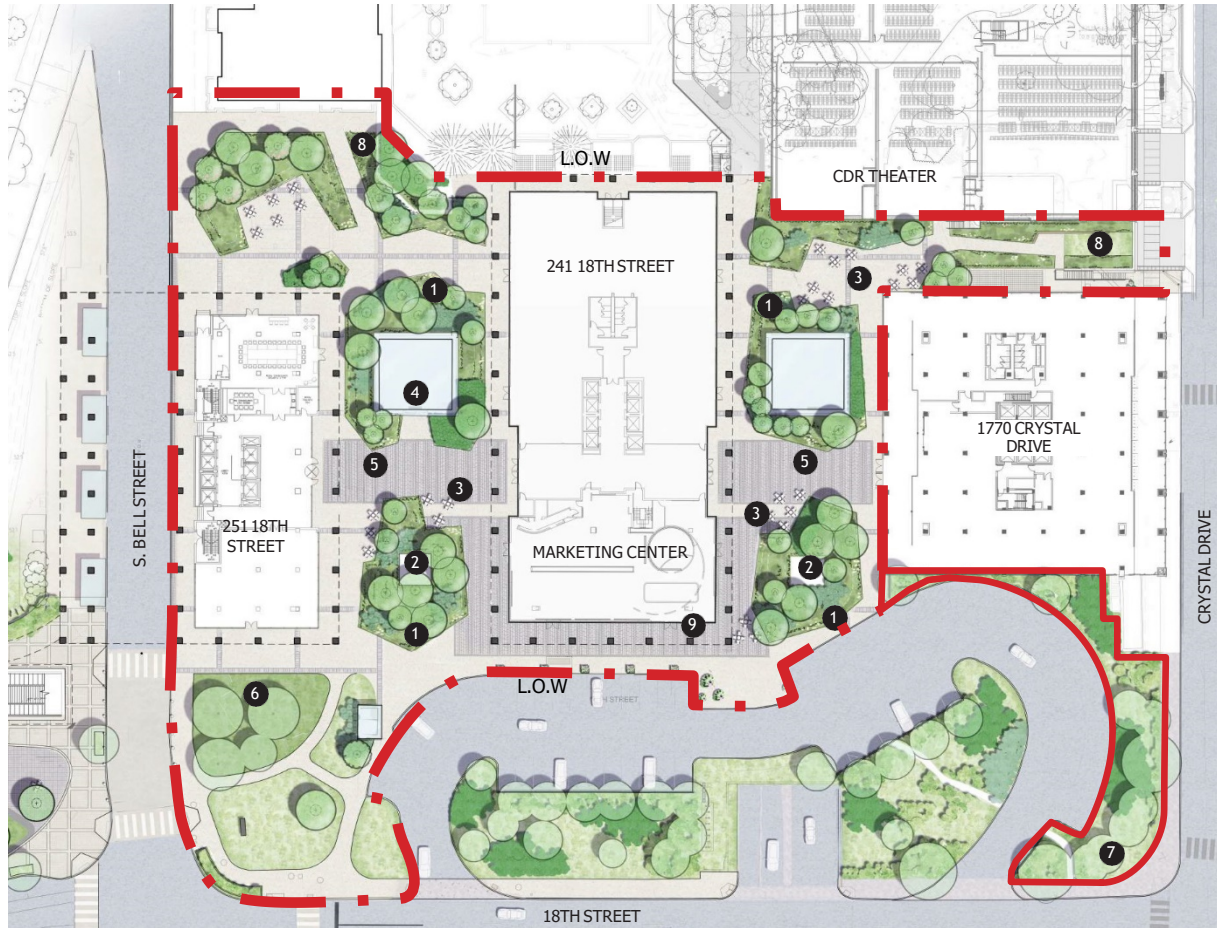 8
L.O.W
CDR THEATER
8
241 18TH STREET
3
1
1
4
1770 CRYSTAL
DRIVE
5
5
3
3
S. BELL STREET
251 18TH
STREET
CRYSTAL DRIVE
MARKETING CENTER
2
2
1
1
9
6
L.O.W
STREET
7
18TH STREET